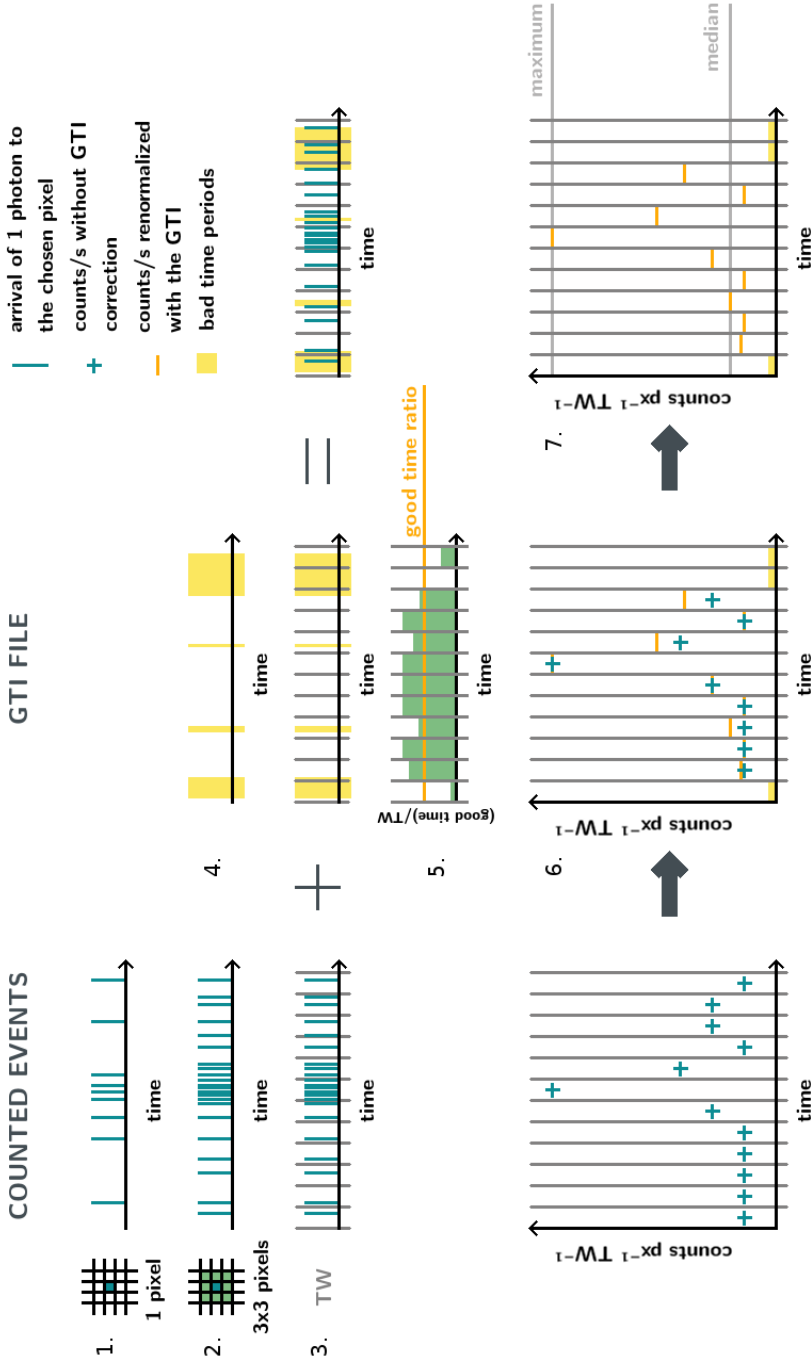 COUNTED EVENTS
GTI FILE
arrival of 1 photon to
the chosen pixel
counts/s without GTI
correction
counts/s renormalized
with the GTI
bad time periods
1.
1 pixel
time
2.
3x3 pixels
time
4.
time
3.
TW
time
time
time
5.
(good time)/TW
good time ratio
time
counts px⁻¹ TW⁻¹
time
6.
counts px⁻¹ TW⁻¹
time
7.
counts px⁻¹ TW⁻¹
maximum
median
time